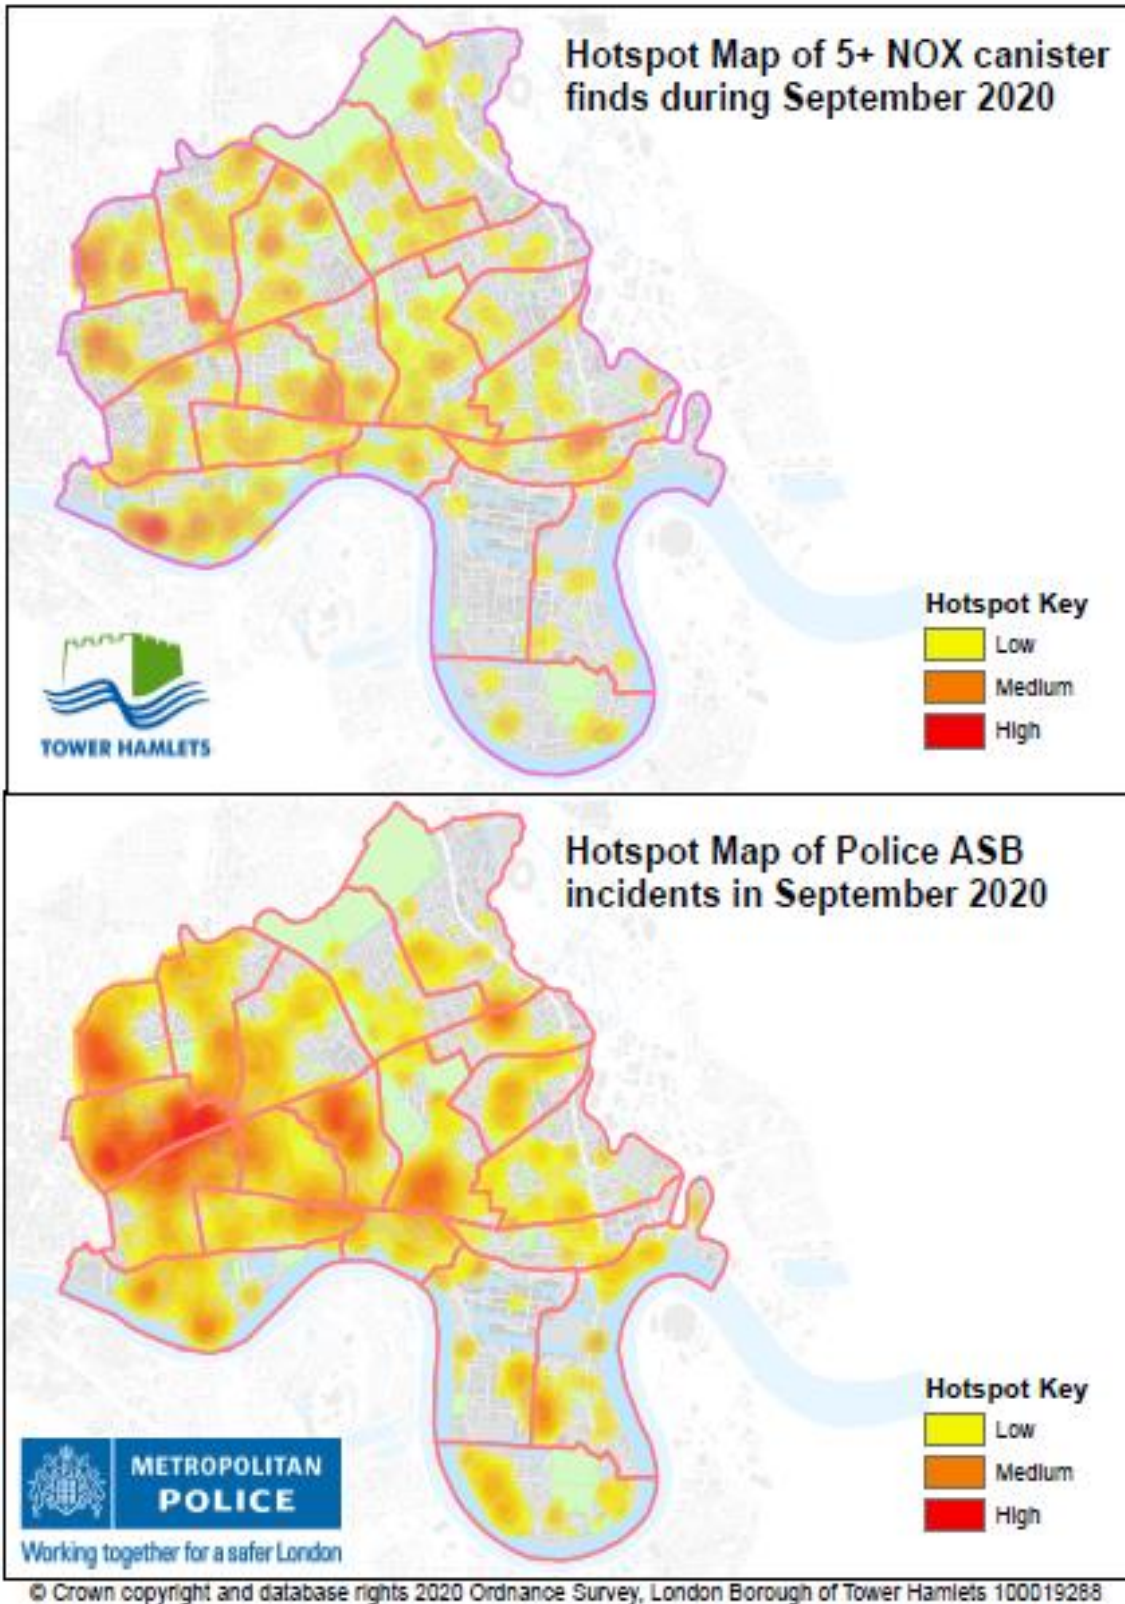 Hotspot Map of 5+ NOX canister
finds during September 2020
Hotspot Key
Low
Medium
High
TOWER HAMLETS
Hotspot Map of Police ASB
incidents in September 2020
Hotspot Key
Low
Medium
High
METROPOLITAN
POLICE
Working together for a safer London
© Crown copyright and database rights 2020 Ordnance Survey, London Borough of Tower Hamlets 100019288